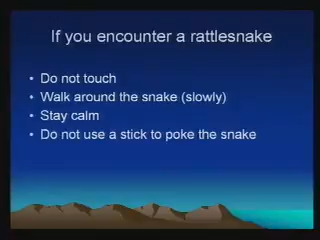 If you encounter a rattlesnake
• Do not touch
• Walk around the snake (slowly)
• Stay calm
• Do not use a stick to poke the snake